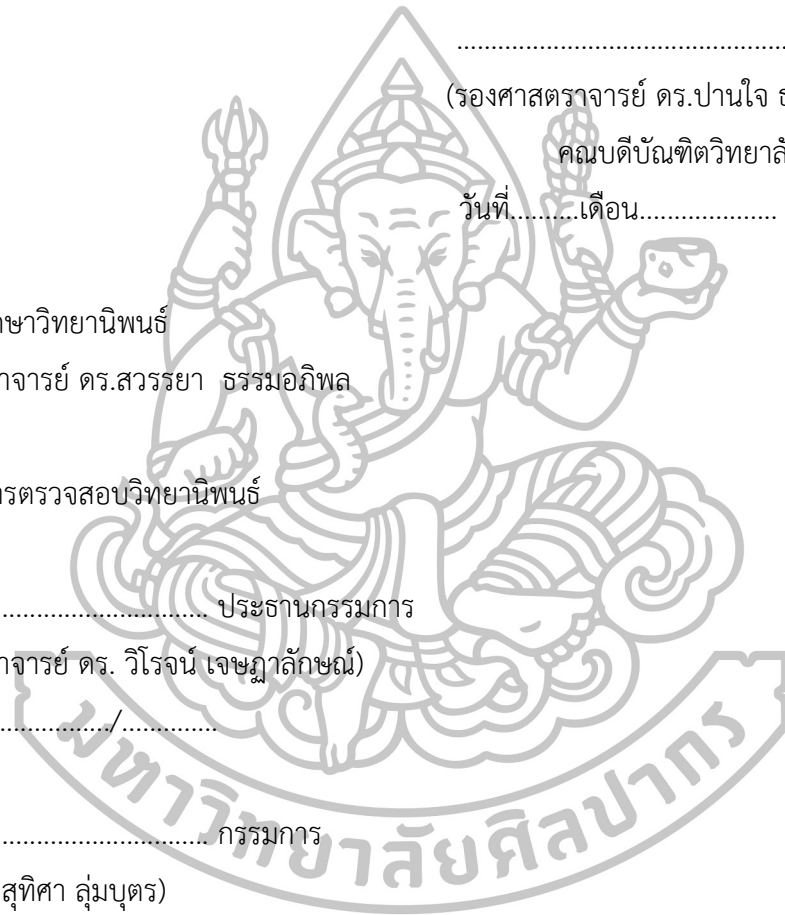 ................................................
(รองศาสตราจารย์ ดร.ปานใจ
คณบดีบัณฑิตวิทยาลั
วันที่..........เดือน....................
าษาวิทยานิพนธ์
าจารย์ ดร.สวรรยา ธรรมอภิพล
ารตรวจสอบวิทยานิพนธ์
.............................. ประธานกรรมการ
าจารย์ ดร. วิโรจน์ เจษฎาลักษณ์)
................/..............
.............................. กรรมการ
สุทิศา ลุ่มบุตร)
มหาวิทยาลัยศิลปากร